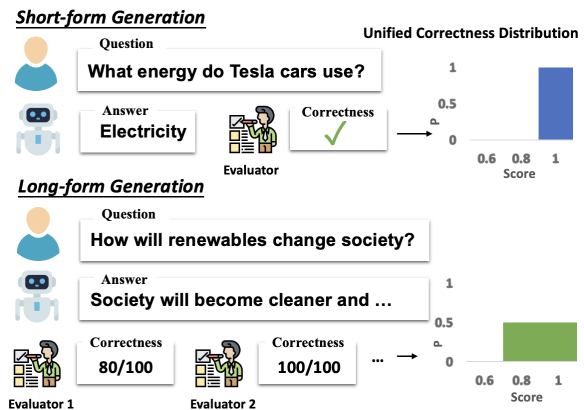 Short-form Generation
Question
What energy do Tesla cars use?
Answer
Electricity
Evaluator
Correctness
Unified Correctness Distribution
1
0.5
0
P
0.6 0.8 1
Score
Long-form Generation
Question
How will renewables change society?
Answer
Society will become cleaner and ...
Evaluator 1
Correctness
80/100
Evaluator 2
Correctness
100/100
...
1
0.5
0
P
0.6 0.8 1
Score